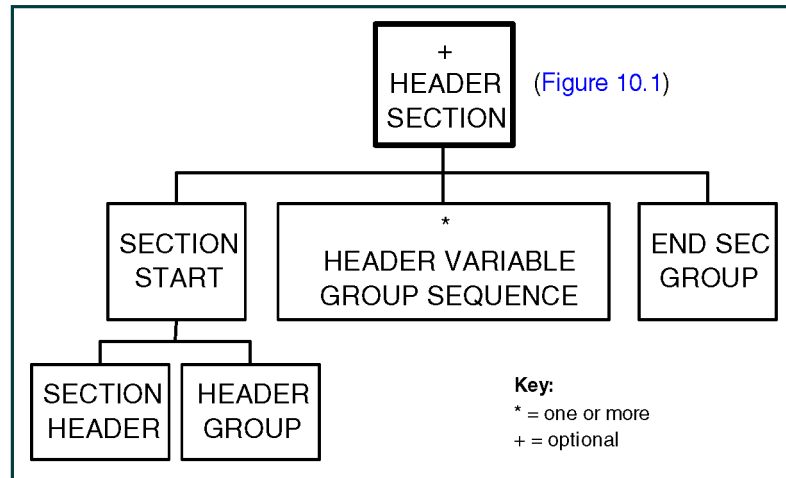 +
HEADER
SECTION
(Figure 10.1)
SECTION
START
*
HEADER VARIABLE
GROUP SEQUENCE
END SEC
GROUP
SECTION
HEADER
HEADER
GROUP
Key:
* = one or more
+ = optional